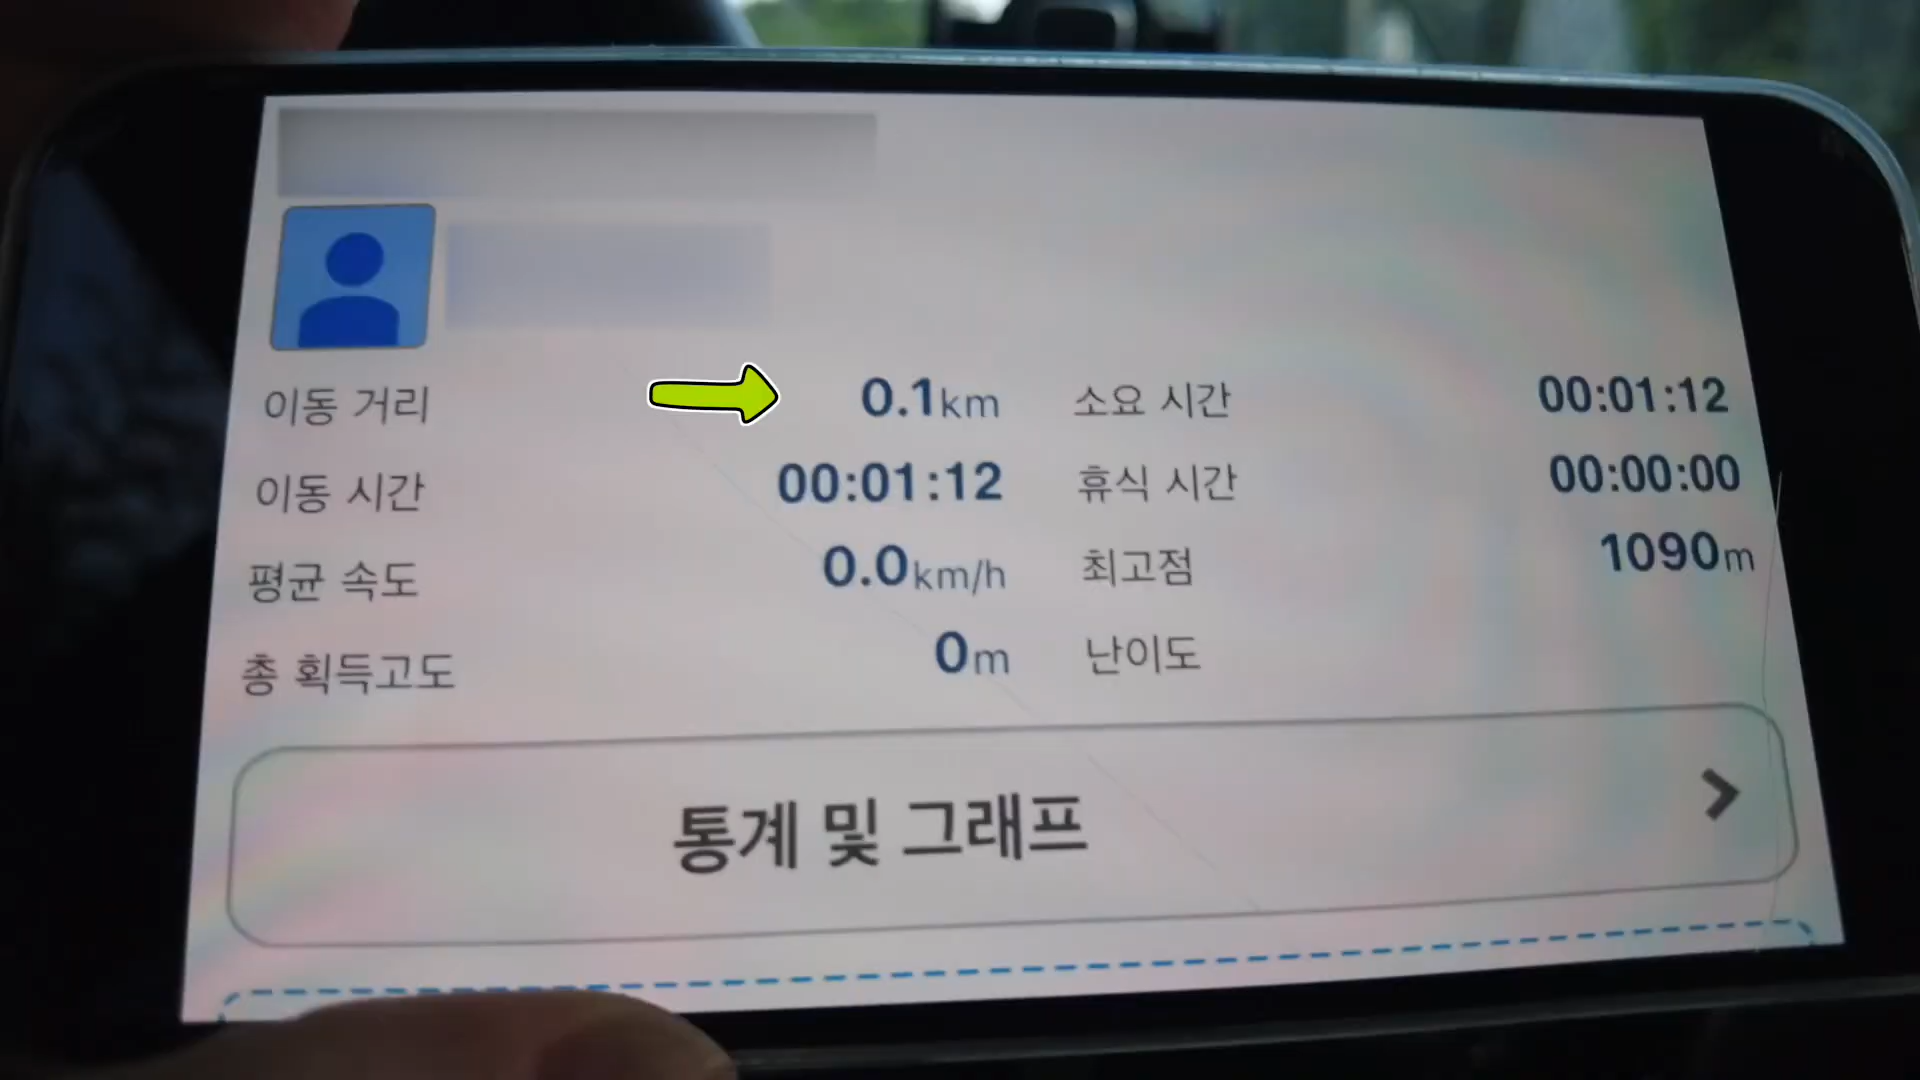 이동 거리 0.1km 소요 시간 00:01:12
이동 시간 00:01:12 휴식 시간 00:00:00
평균 속도 0.0km/h 최고점 1090m
총 획득고도 0m 난이도
통계 및 그래프